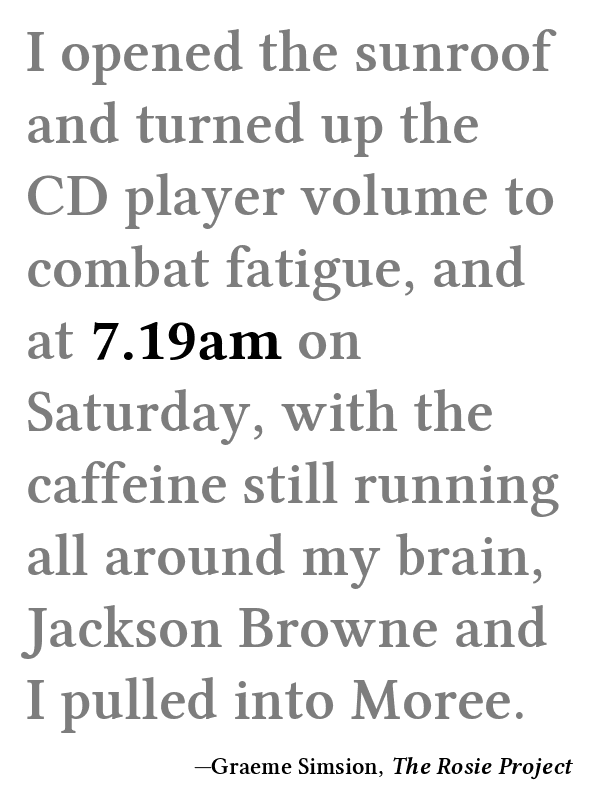 I opened the sunroof
and turned up the
CD player volume to
combat fatigue, and
at 7.19am on
Saturday, with the
caffeine still running
all around my brain,
Jackson Browne and
I pulled into Moree.
—Graeme Simsion, The Rosie Project